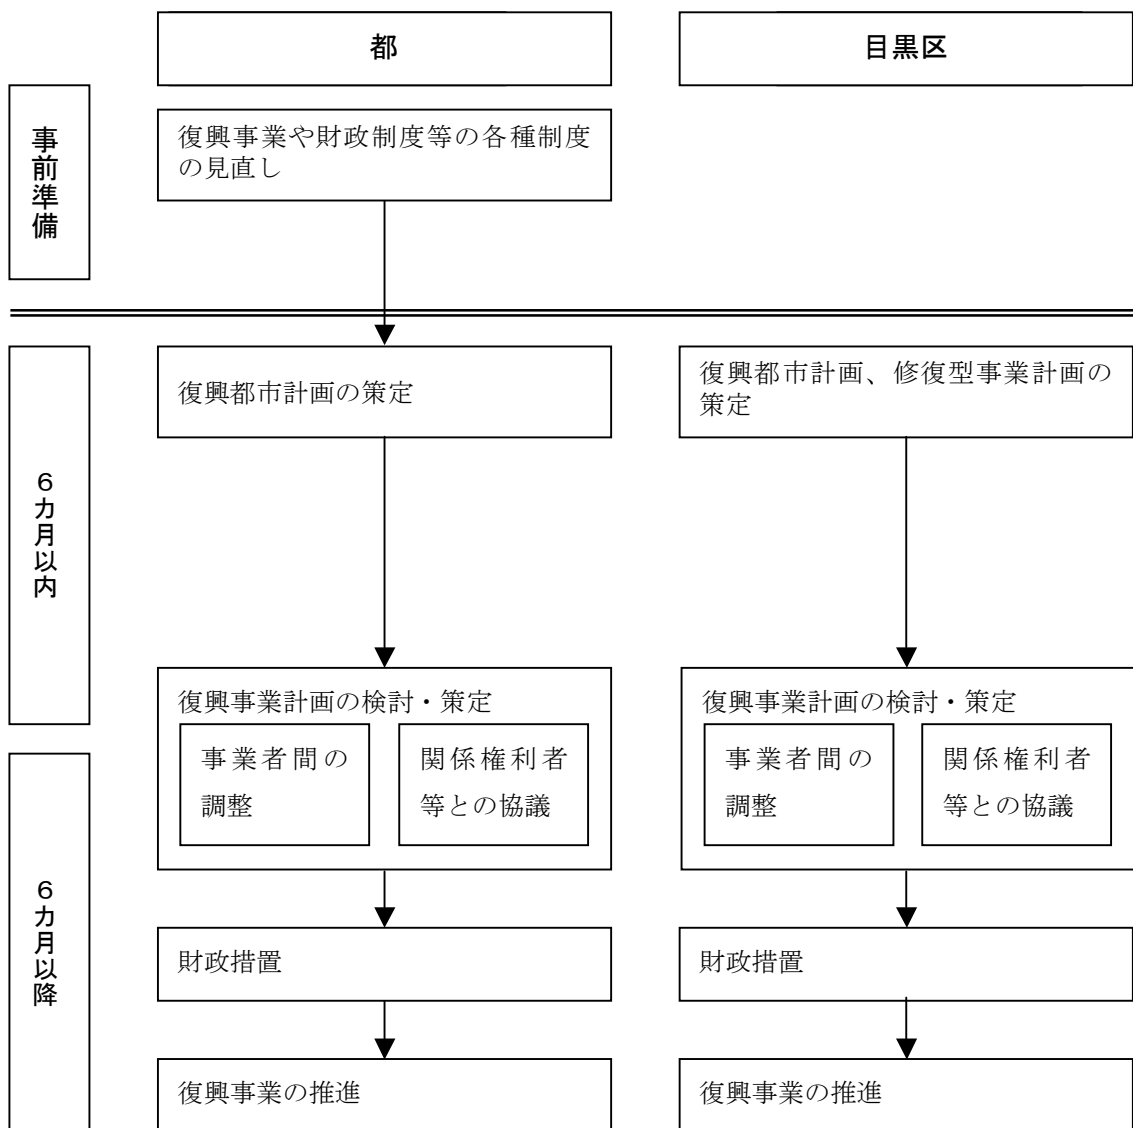 都
目黒区
事前準備
復興事業や財政制度等の各種制度
の見直し
6カ月以内
復興都市計画の策定
復興都市計画、修復型事業計画の
策定
復興事業計画の検討・策定
事業者間の
調整
関係権利者
等との協議
復興事業計画の検討・策定
事業者間の
調整
関係権利者
等との協議
6カ月以降
財政措置
財政措置
復興事業の推進
復興事業の推進